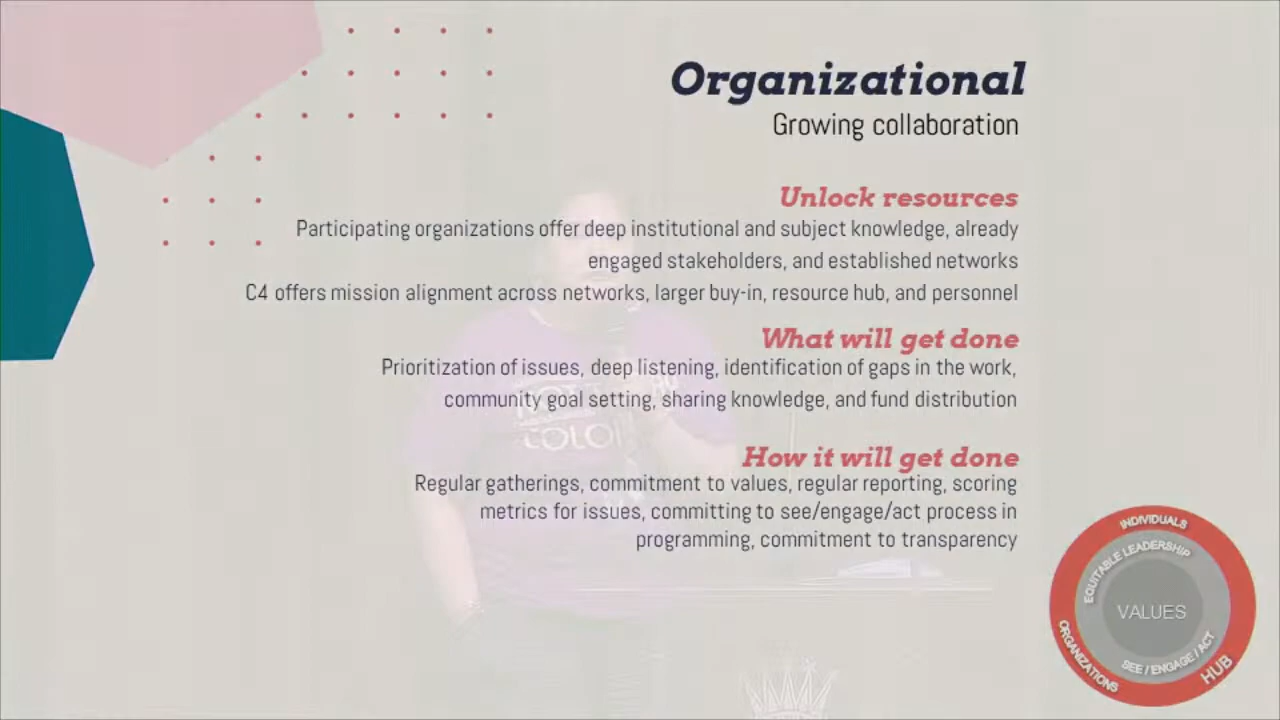 Organizational
Growing collaboration
Unlock resources
Participating organizations offer deep institutional and subject knowledge, already
engaged stakeholders, and established networks
C4 offers mission alignment across networks, larger buy-in, resource hub, and personnel
What will get done
Prioritization of issues, deep listening, identification of gaps in the work,
community goal setting, sharing knowledge, and fund distribution
How it will get done
Regular gatherings, commitment to values, regular reporting, scoring
metrics for issues, committing to see/engage/act process in
programming, commitment to transparency
INDIVIDUALS
EQUITABLE LEADERSHIP
VALUES
SEE / ENGAGE / ACT
ORGANIZATIONS
HUB